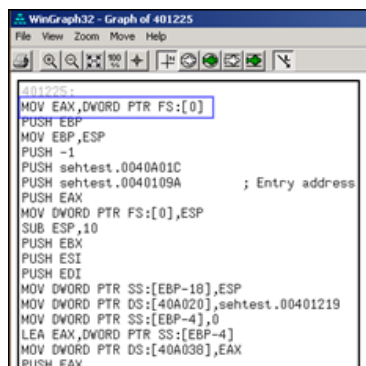 WinGraph32 - Graph of 401225
File View Zoom Move Help
100
%
401225:
MOV EAX,DWORD PTR FS:[0]
PUSH EBP
MOV EBP,ESP
PUSH -1
PUSH sehtest.0040A01C
PUSH sehtest.0040109A ; Entry address
PUSH EAX
MOV DWORD PTR FS:[0],ESP
SUB ESP,10
PUSH EBX
PUSH ESI
PUSH EDI
MOV DWORD PTR SS:[EBP-18],ESP
MOV DWORD PTR DS:[40A020],sehtest.00401219
MOV DWORD PTR SS:[EBP-4],0
LEA EAX,DWORD PTR SS:[EBP-4]
MOV DWORD PTR DS:[40A038],EAX
PUSH EAX